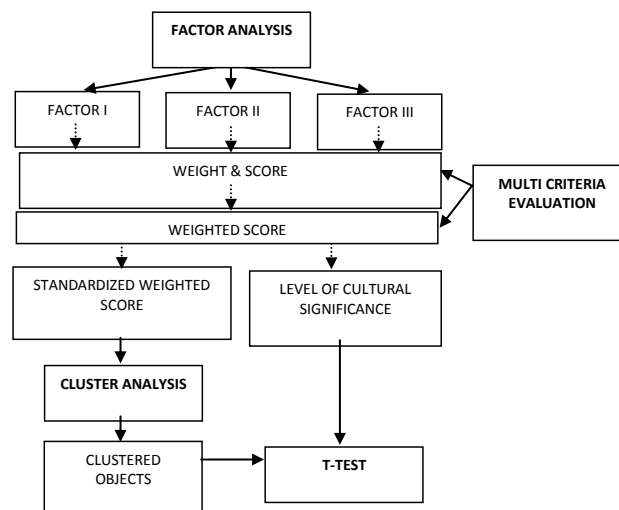 FACTOR ANALYSIS
FACTOR I
FACTOR II
FACTOR III
WEIGHT & SCORE
MULTI CRITERIA
EVALUATION
WEIGHTED SCORE
STANDARDIZED WEIGHTED
SCORE
LEVEL OF CULTURAL
SIGNIFICANCE
CLUSTER ANALYSIS
CLUSTERED
OBJECTS
T-TEST